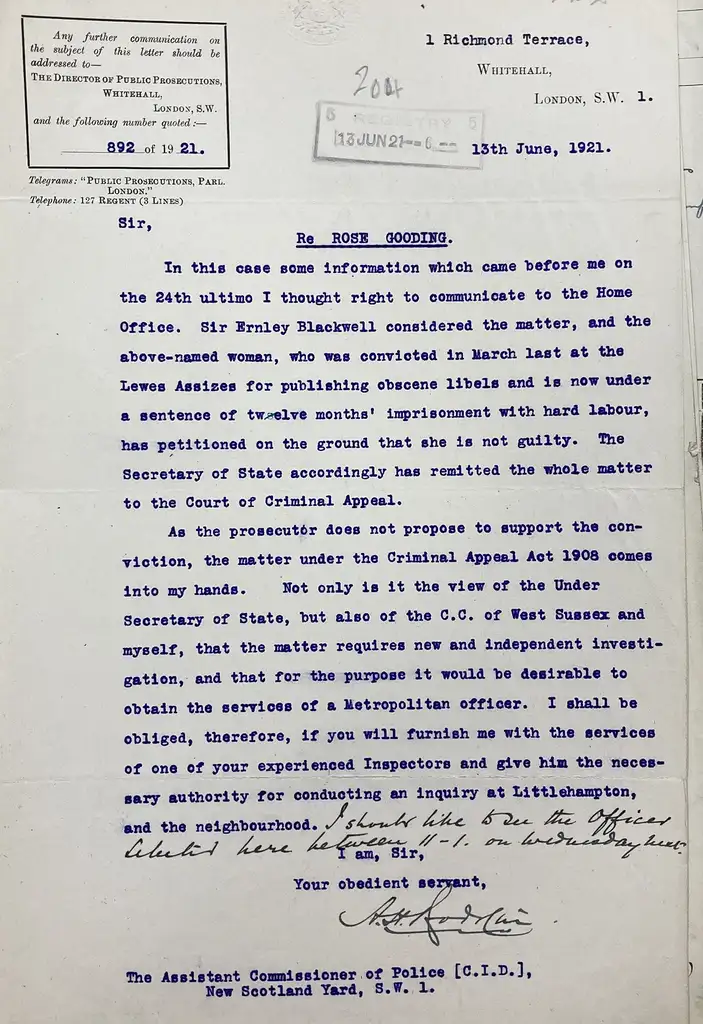 Any further communication on
the subject of this letter should be
addressed to—
THE DIRECTOR OF PUBLIC PROSECUTIONS,
WHITEHALL,
LONDON, S.W.
and the following number quoted:—
892 of 1921.
Telegrams: "PUBLIC PROSECUTIONS, PARL.
LONDON."
Telephone: 127 REGENT (3 LINES)
1 Richmond Terrace,
WHITEHALL,
LONDON, S.W. 1.
204
REGISTRY
13 JUN 21
13th June, 1921.
Sir,
Re ROSE GOODING.
In this case some information which came before me on
the 24th ultimo I thought right to communicate to the Home
Office. Sir Ernley Blackwell considered the matter, and the
above-named woman, who was convicted in March last at the
Lewes Assizes for publishing obscene libels and is now under
a sentence of twelve months' imprisonment with hard labour,
has petitioned on the ground that she is not guilty. The
Secretary of State accordingly has remitted the whole matter
to the Court of Criminal Appeal.
As the prosecutor does not propose to support the con-
viction, the matter under the Criminal Appeal Act 1908 comes
into my hands. Not only is it the view of the Under
Secretary of State, but also of the C.C. of West Sussex and
myself, that the matter requires new and independent investi-
gation, and that for the purpose it would be desirable to
obtain the services of a Metropolitan officer. I shall be
obliged, therefore, if you will furnish me with the services
of one of your experienced Inspectors and give him the neces-
sary authority for conducting an inquiry at Littlehampton,
and the neighbourhood. I should like to see the Officer
selected here between 11-1. on Wednesday next.
I am, Sir,
Your obedient servant,
A.H. Bodkin
The Assistant Commissioner of Police [C.I.D.],
New Scotland Yard, S.W. 1.